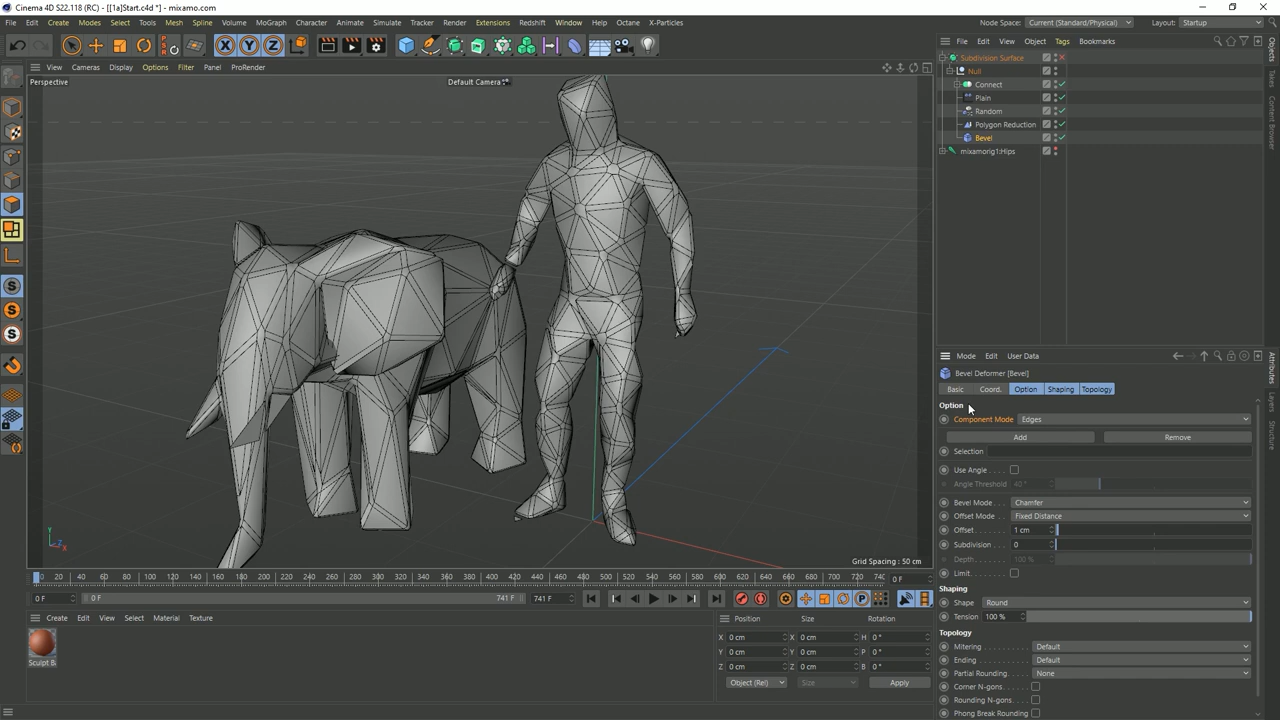 Cinema 4D S22.118 (RC) - [[1a]Start.c4d *] - mixamo.com
File Edit Create Modes Select Tools Mesh Spline Volume MoGraph Character Animate Simulate Tracker Render Extensions Redshift Window Help Octane X-Particles Node Space: Current (Standard/Physical) Layout: Startup
X Y Z
File Edit View Object Tags Bookmarks
View Cameras Display Options Filter Panel ProRender
Perspective Default Camera
Subdivision Surface
Null
Connect
Plain
Random
Polygon Reduction
Bevel
mixamorig1:Hips
Objects
Takes
Content Browser
Mode Edit User Data
Bevel Deformer [Bevel]
Basic Coord. Option Shaping Topology
Option
Component Mode Edges
Add Remove
Selection
Use Angle . . . .
Angle Threshold 40 °
Bevel Mode . . . Chamfer
Offset Mode . . Fixed Distance
Offset . . . . . . 1 cm
Subdivision . . . 0
Depth. . . . . . . 100 %
Limit. . . . . . .
Shaping
Shape Round
Tension 100 %
Topology
Mitering . . . . . . . . Default
Ending . . . . . . . . . Default
Partial Rounding . . None
Corner N-gons. . . .
Rounding N-gons. .
Phong Break Rounding
Attributes
Layers
Structure
Y
Z
X
Grid Spacing : 50 cm
0 20 40 60 80 100 120 140 160 180 200 220 240 260 280 300 320 340 360 380 400 420 440 460 480 500 520 540 560 580 600 620 640 660 680 700 720 740 0 F
0 F 0 F 741 F 741 F
Create Edit View Select Material Texture
Position Size Rotation
X 0 cm X 0 cm H 0 °
Y 0 cm Y 0 cm P 0 °
Z 0 cm Z 0 cm B 0 °
Object (Rel) Size Apply